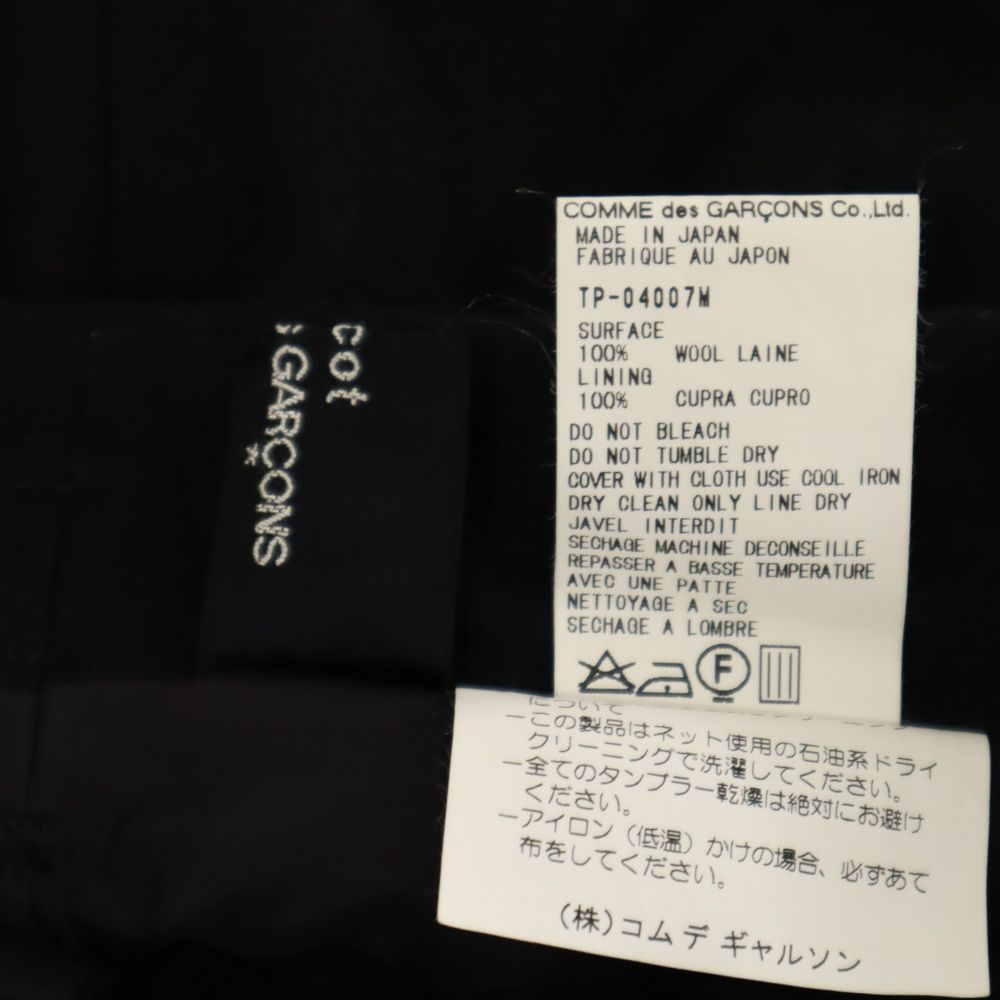 cot
GARÇONS
COMME des GARÇONS Co.,Ltd.
MADE IN JAPAN
FABRIQUE AU JAPON
TP-04007M
SURFACE
100% WOOL LAINE
LINING
100% CUPRA CUPRO
DO NOT BLEACH
DO NOT TUMBLE DRY
COVER WITH CLOTH USE COOL IRON
DRY CLEAN ONLY LINE DRY
JAVEL INTERDIT
SECHAGE MACHINE DECONSEILLE
REPASSER A BASSE TEMPERATURE
AVEC UNE PATTE
NETTOYAGE A SEC
SECHAGE A LOMBRE
F
について
ーこの製品はネット使用の石油系ドライ
クリーニングで洗濯してください。
ー全てのタンブラー乾燥は絶対にお避け
ください。
ーアイロン(低温)かけの場合、必ずあて
布をしてください。
(株)コム デ ギャルソン